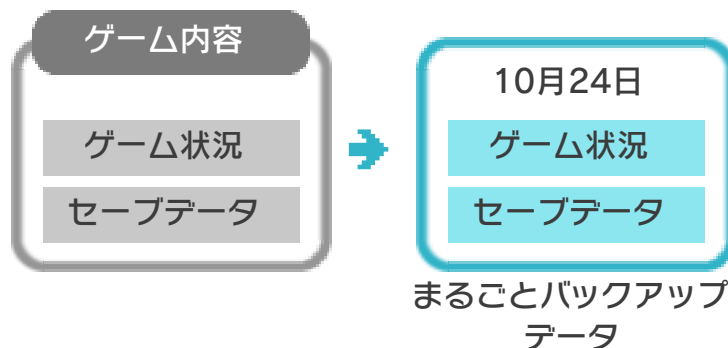 ゲーム内容
ゲーム状況
セーブデータ
10月24日
ゲーム状況
セーブデータ
まるごとバックアップ
データ